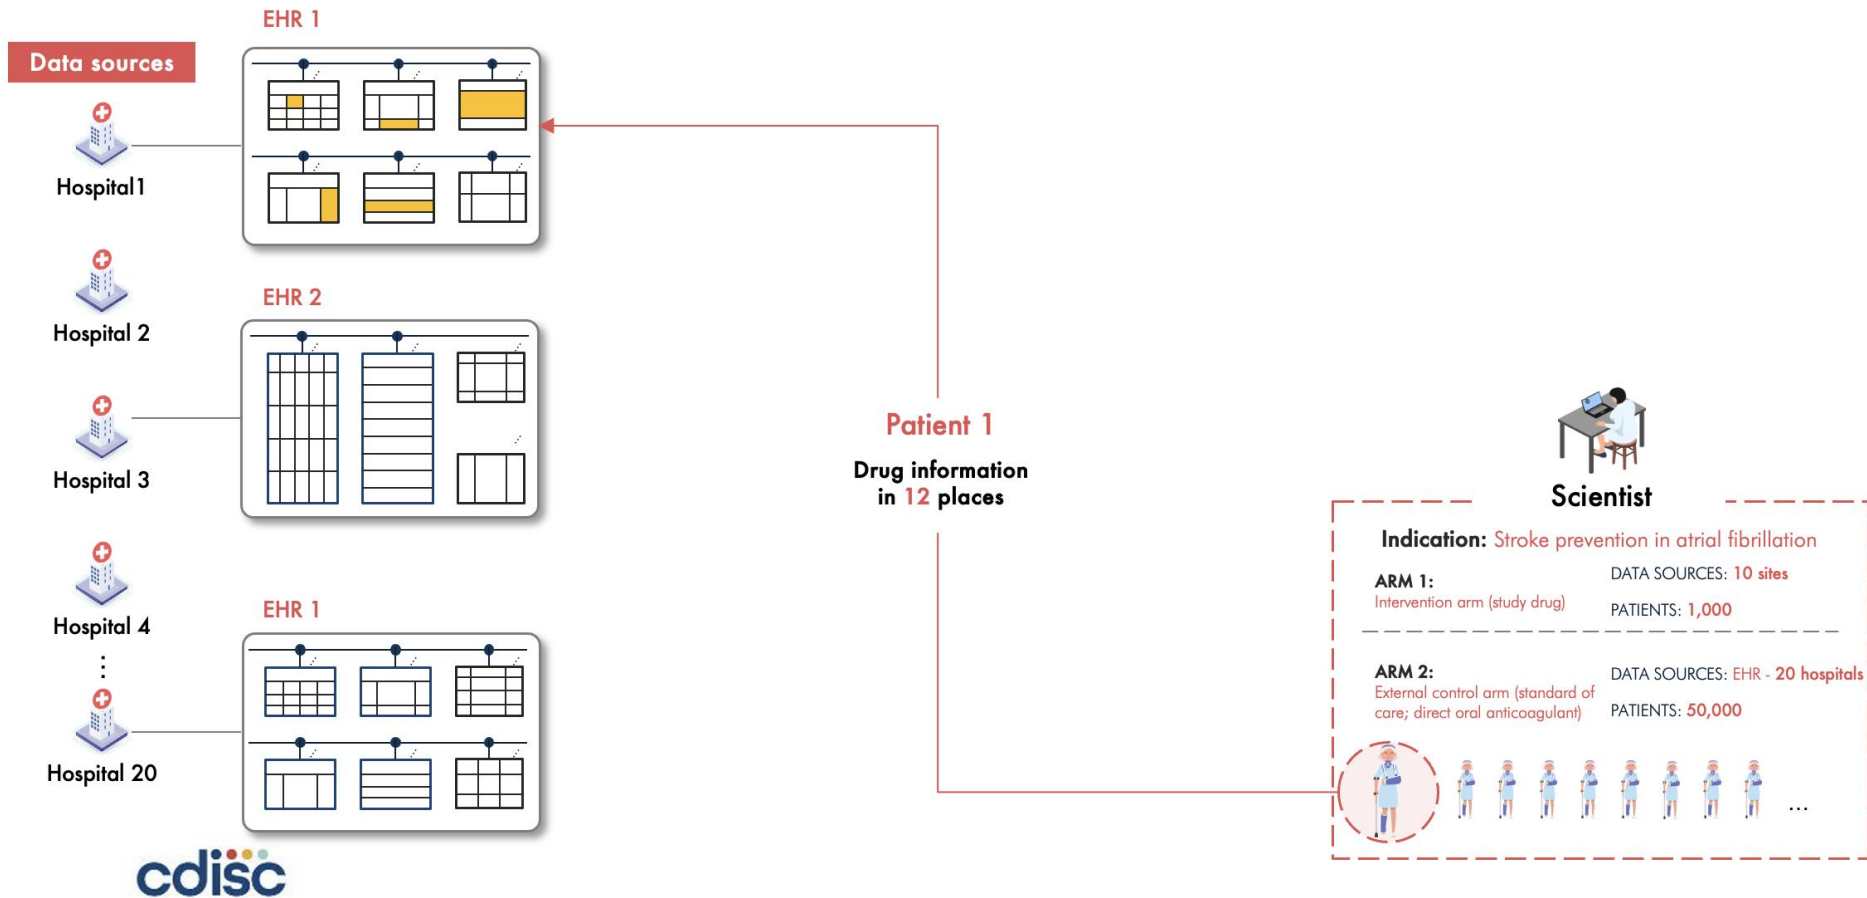 Data sources
Hospital1
Hospital 2
Hospital 3
Hospital 4
Hospital 20
EHR 1
EHR 2
EHR 1
cdisc
Patient 1
Drug information
in 12 places
Scientist
Indication: Stroke prevention in atrial fibrillation
ARM 1:
Intervention arm (study drug)
DATA SOURCES: 10 sites
PATIENTS: 1,000
ARM 2:
External control arm (standard of
care; direct oral anticoagulant)
DATA SOURCES: EHR - 20 hospitals
PATIENTS: 50,000
...